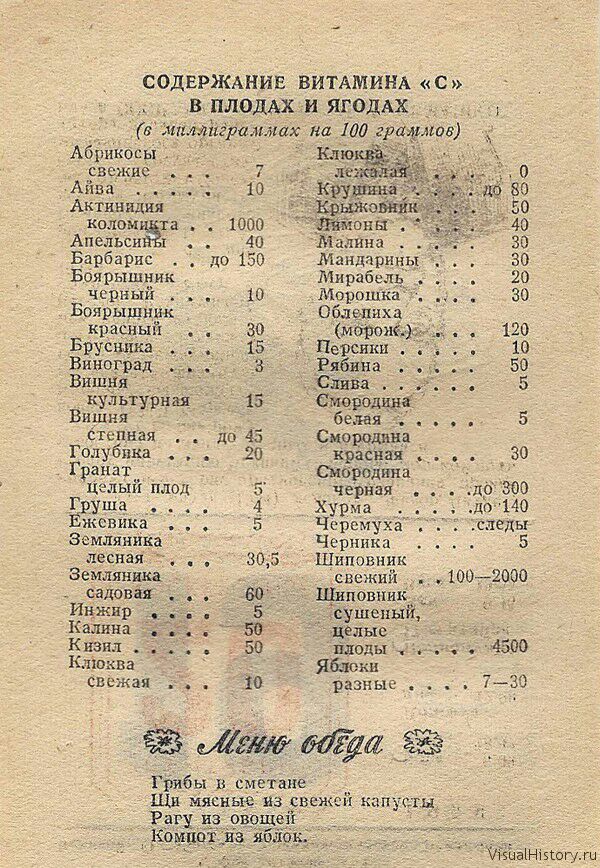 СОДЕРЖАНИЕ ВИТАМИНА «С»
В ПЛОДАХ И ЯГОДАХ
(в миллиграммах на 100 граммов)
Абрикосы
свежие . . . 7
Айва . . . . . 10
Актинидия
коломикта . . 1000
Апельсины . . 40
Барбарис . . до 150
Боярышник
черный . . . 10
Боярышник
красный . . . 30
Брусника . . . 15
Виноград . . . 3
Вишня
культурная 15
Вишня
степная . . до 45
Голубика . . . 20
Гранат
целый плод 5
Груша . . . . 4
Ежевика . . . 5
Земляника
лесная . . . 30,5
Земляника
садовая . . . 60
Инжир . . . . 5
Калина . . . . 50
Кизил . . . . . 50
Клюква
свежая . . . 10
Клюква
лежалая . . . . 0
Крушина . . . . до 80
Крыжовник . . . 50
Лимоны . . . . . 40
Малина . . . . . 30
Мандарины . . . 30
Мирабель . . . . 20
Морошка . . . . 30
Облепиха
(морож.) . . . . 120
Персики . . . . . 10
Рябина . . . . . 50
Слива . . . . . . 5
Смородина
белая . . . . . 5
Смородина
красная . . . . 30
Смородина
черная . . . . до 300
Хурма . . . . до 140
Черемуха . . . . следы
Черника . . . . . 5
Шиповник
свежий . . 100—2000
Шиповник
сушеный,
целые
плоды . . . . 4500
Яблоки
разные . . . . 7—30
Меню обеда
Грибы в сметане
Щи мясные из свежей капусты
Рагу из овощей
Компот из яблок.
VisualHistory.ru